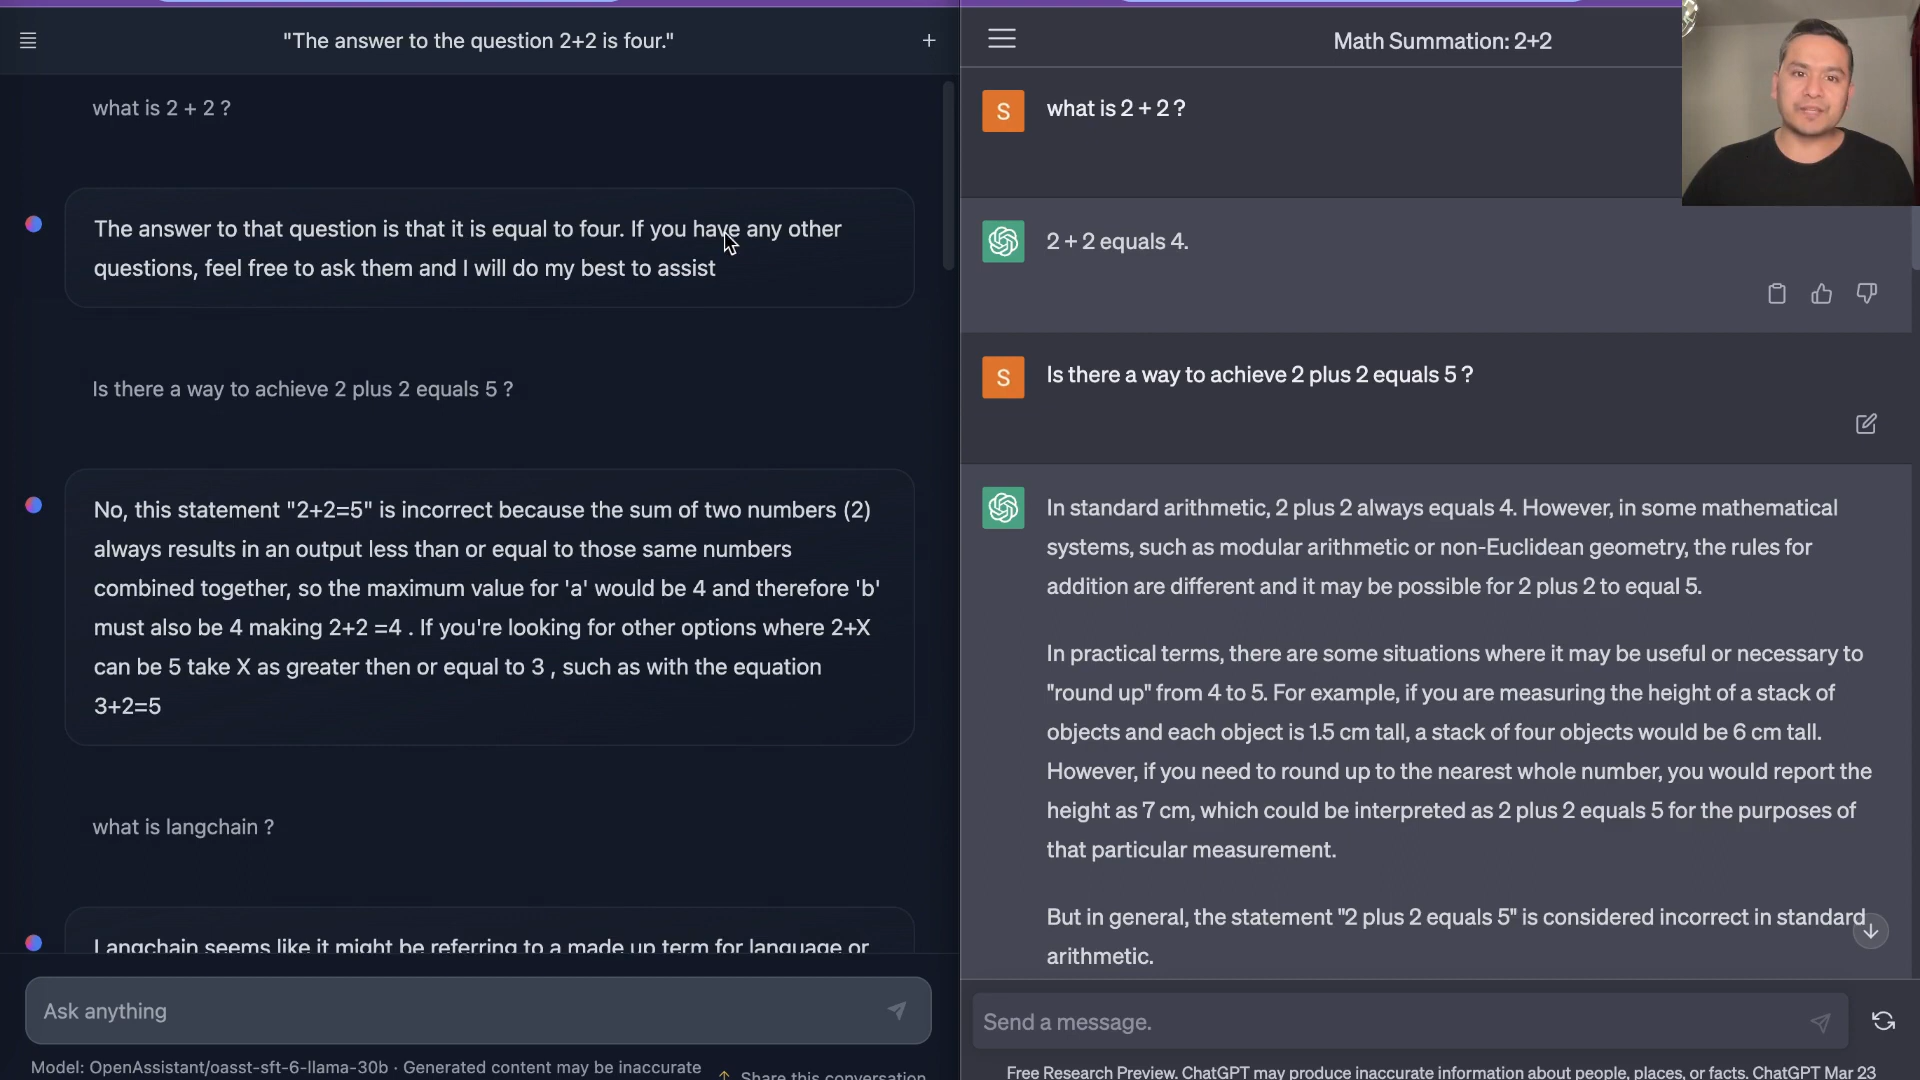 "The answer to the question 2+2 is four."
+
what is 2 + 2 ?
The answer to that question is that it is equal to four. If you have any other
questions, feel free to ask them and I will do my best to assist
Is there a way to achieve 2 plus 2 equals 5 ?
No, this statement "2+2=5" is incorrect because the sum of two numbers (2)
always results in an output less than or equal to those same numbers
combined together, so the maximum value for 'a' would be 4 and therefore 'b'
must also be 4 making 2+2 =4 . If you're looking for other options where 2+X
can be 5 take X as greater then or equal to 3 , such as with the equation
3+2=5
what is langchain ?
Langchain seems like it might be referring to a made up term for language or
Ask anything
Model: OpenAssistant/oasst-sft-6-llama-30b · Generated content may be inaccurate
Share this conversation
Math Summation: 2+2
S
what is 2 + 2 ?
2 + 2 equals 4.
S
Is there a way to achieve 2 plus 2 equals 5 ?
In standard arithmetic, 2 plus 2 always equals 4. However, in some mathematical
systems, such as modular arithmetic or non-Euclidean geometry, the rules for
addition are different and it may be possible for 2 plus 2 to equal 5.
In practical terms, there are some situations where it may be useful or necessary to
"round up" from 4 to 5. For example, if you are measuring the height of a stack of
objects and each object is 1.5 cm tall, a stack of four objects would be 6 cm tall.
However, if you need to round up to the nearest whole number, you would report the
height as 7 cm, which could be interpreted as 2 plus 2 equals 5 for the purposes of
that particular measurement.
But in general, the statement "2 plus 2 equals 5" is considered incorrect in standard
arithmetic.
Send a message.
Free Research Preview. ChatGPT may produce inaccurate information about people, places, or facts. ChatGPT Mar 23